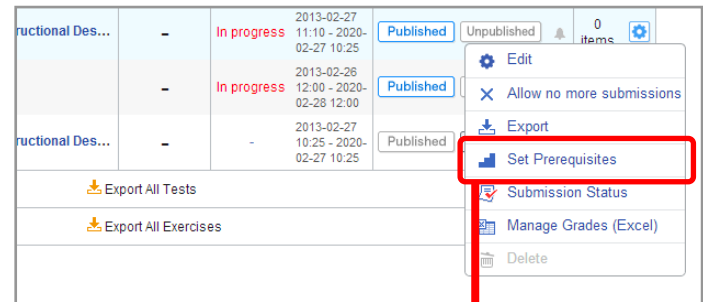 ructional Des... - In progress 2013-02-27 11:10 - 2020-02-27 10:25 Published Unpublished 0 items
- In progress 2013-02-26 12:00 - 2020-02-28 12:00 Published
ructional Des... - - 2013-02-27 10:25 - 2020-02-27 10:25 Published
Edit
Allow no more submissions
Export
Set Prerequisites
Submission Status
Manage Grades (Excel)
Delete
Export All Tests
Export All Exercises